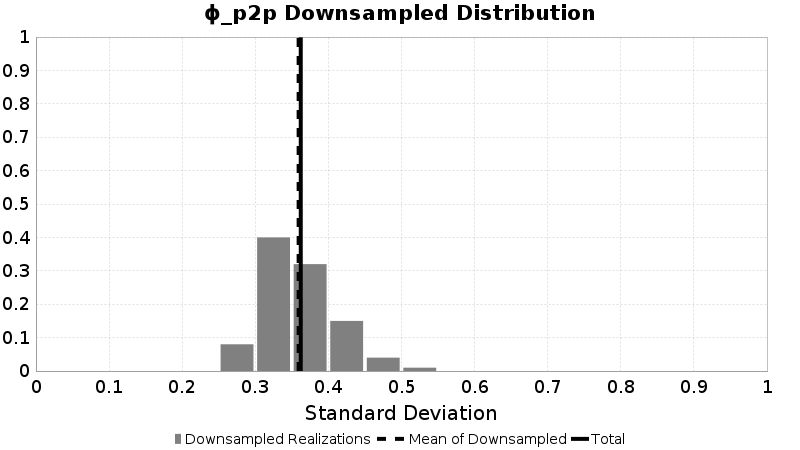 ϕ_p2p Downsampled Distribution
1
0.9
0.8
0.7
0.6
0.5
0.4
0.3
0.2
0.1
0
0 0.1 0.2 0.3 0.4 0.5 0.6 0.7 0.8 0.9 1
Standard Deviation
Downsampled Realizations Mean of Downsampled Total